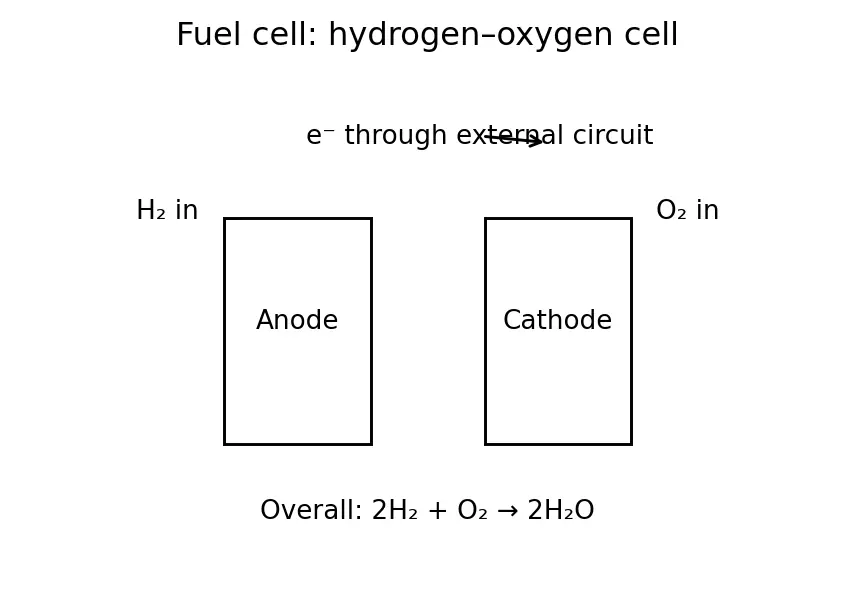 Fuel cell: hydrogen–oxygen cell
e⁻ through external circuit
H₂ in
O₂ in
Anode
Cathode
Overall: 2H₂ + O₂ → 2H₂O